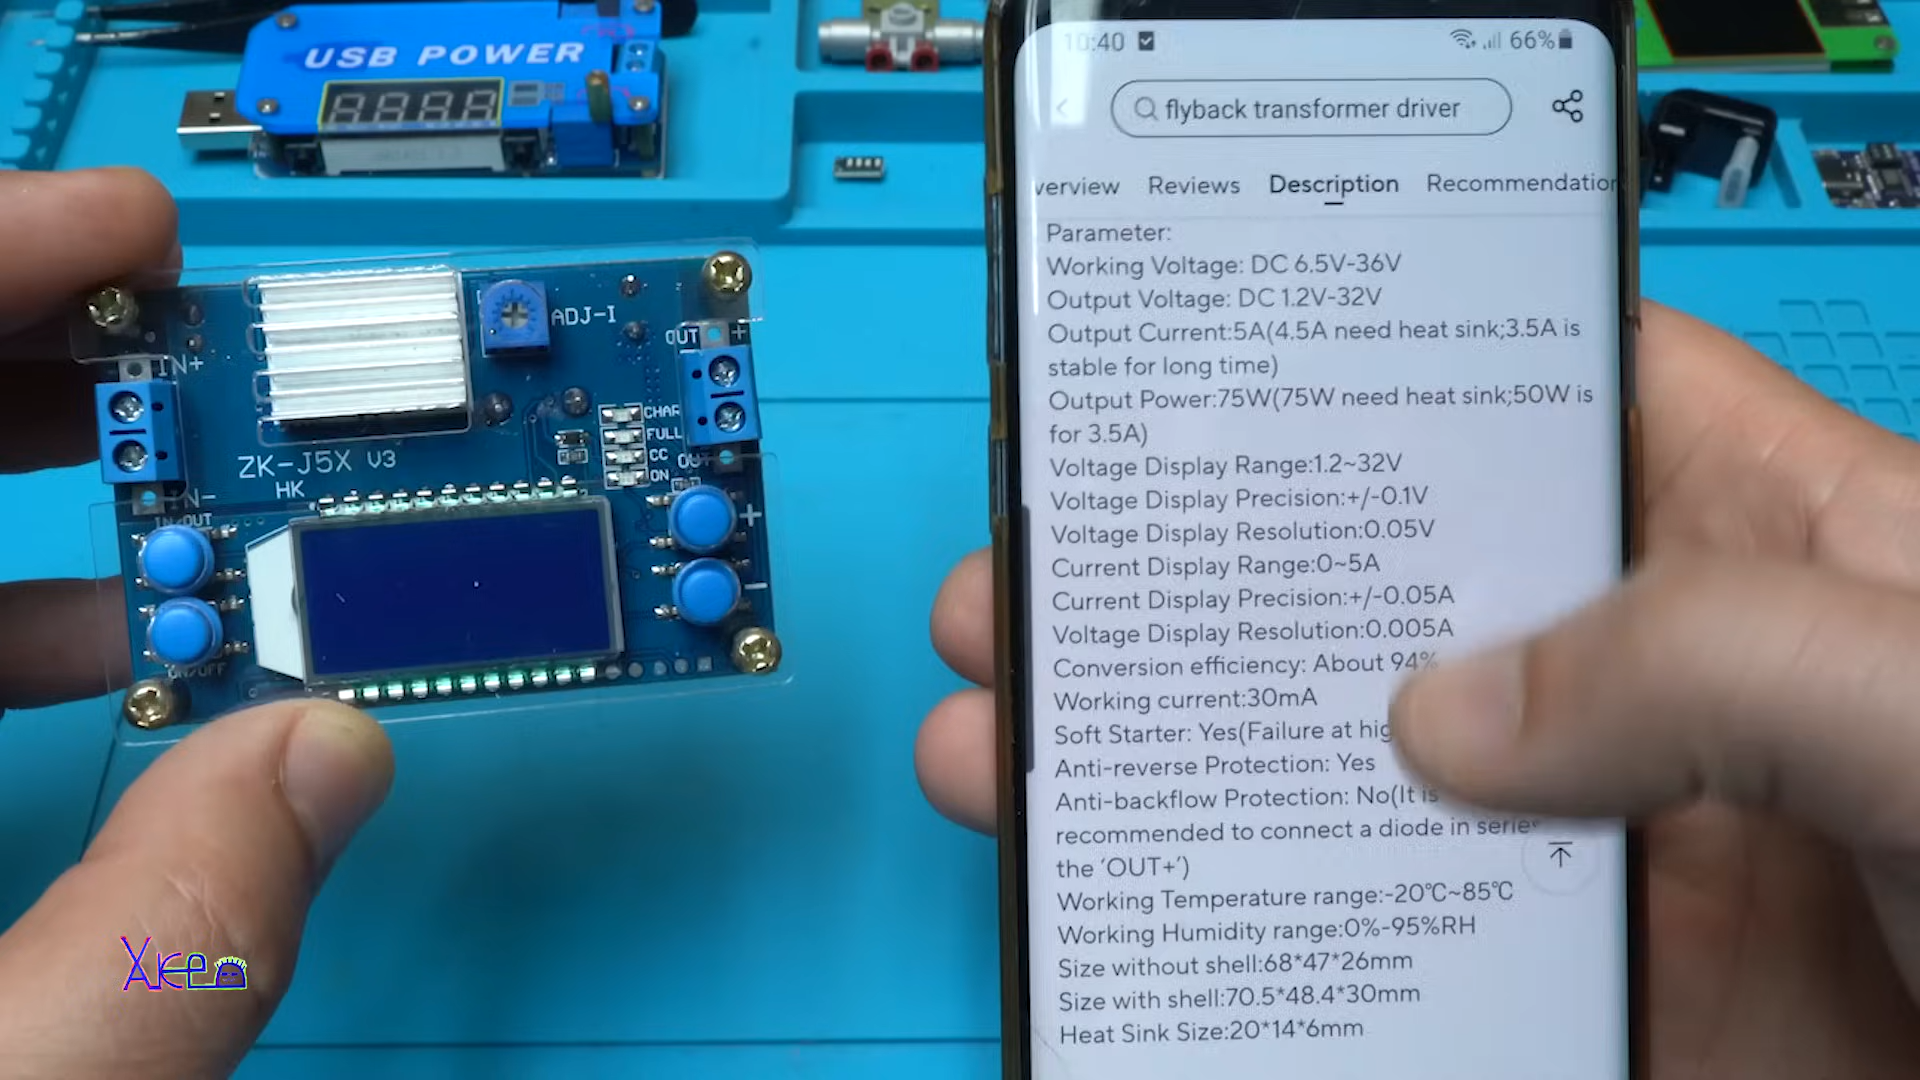 USB POWER
10:40
66%
flyback transformer driver
verview Reviews Description Recommendation
Parameter:
Working Voltage: DC 6.5V-36V
Output Voltage: DC 1.2V-32V
Output Current:5A(4.5A need heat sink;3.5A is
stable for long time)
Output Power:75W(75W need heat sink;50W is
for 3.5A)
Voltage Display Range:1.2~32V
Voltage Display Precision:+/-0.1V
Voltage Display Resolution:0.05V
Current Display Range:0~5A
Current Display Precision:+/-0.05A
Voltage Display Resolution:0.005A
Conversion efficiency: About 94%
Working current:30mA
Soft Starter: Yes(Failure at hig
Anti-reverse Protection: Yes
Anti-backflow Protection: No(It is
recommended to connect a diode in serie
the 'OUT+')
Working Temperature range:-20℃~85℃
Working Humidity range:0%-95%RH
Size without shell:68*47*26mm
Size with shell:70.5*48.4*30mm
Heat Sink Size:20*14*6mm
ADJ-I
OUT +
IN+
CHAR
FULL
CC
OUT
ON
ZK-J5X V3
HK
IN-
IN/OUT
+
-
ON/OFF